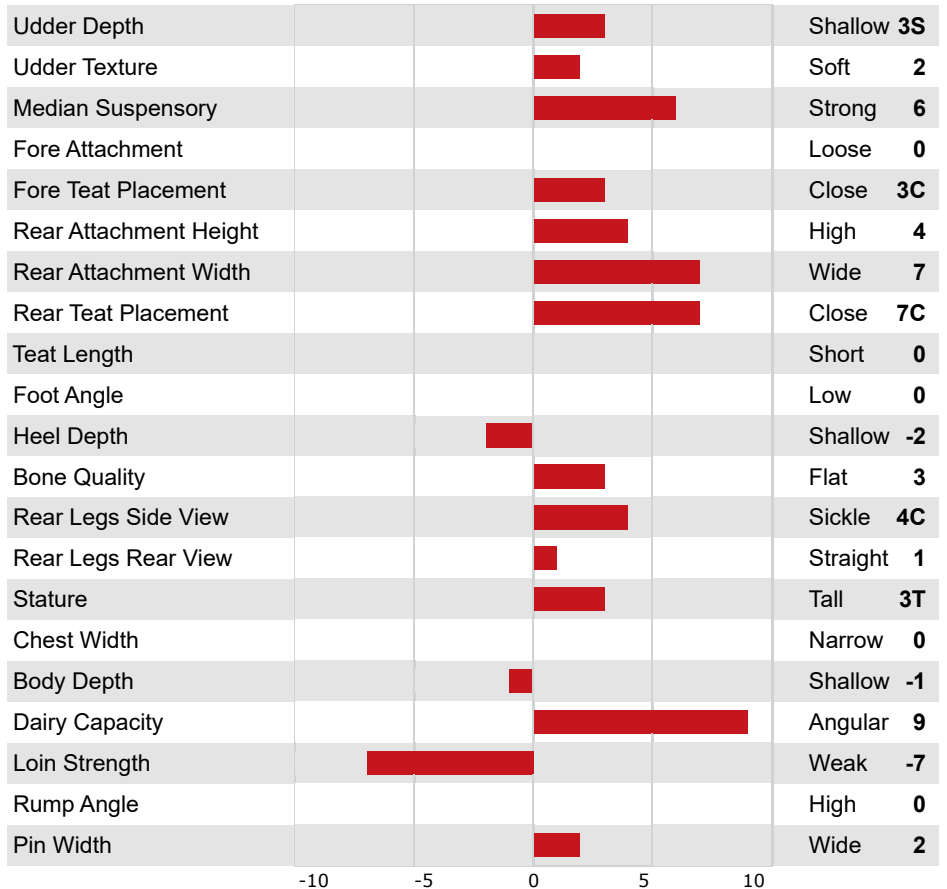 Udder Depth Shallow 3S
Udder Texture Soft 2
Median Suspensory Strong 6
Fore Attachment Loose 0
Fore Teat Placement Close 3C
Rear Attachment Height High 4
Rear Attachment Width Wide 7
Rear Teat Placement Close 7C
Teat Length Short 0
Foot Angle Low 0
Heel Depth Shallow -2
Bone Quality Flat 3
Rear Legs Side View Sickle 4C
Rear Legs Rear View Straight 1
Stature Tall 3T
Chest Width Narrow 0
Body Depth Shallow -1
Dairy Capacity Angular 9
Loin Strength Weak -7
Rump Angle High 0
Pin Width Wide 2
-10 -5 0 5 10